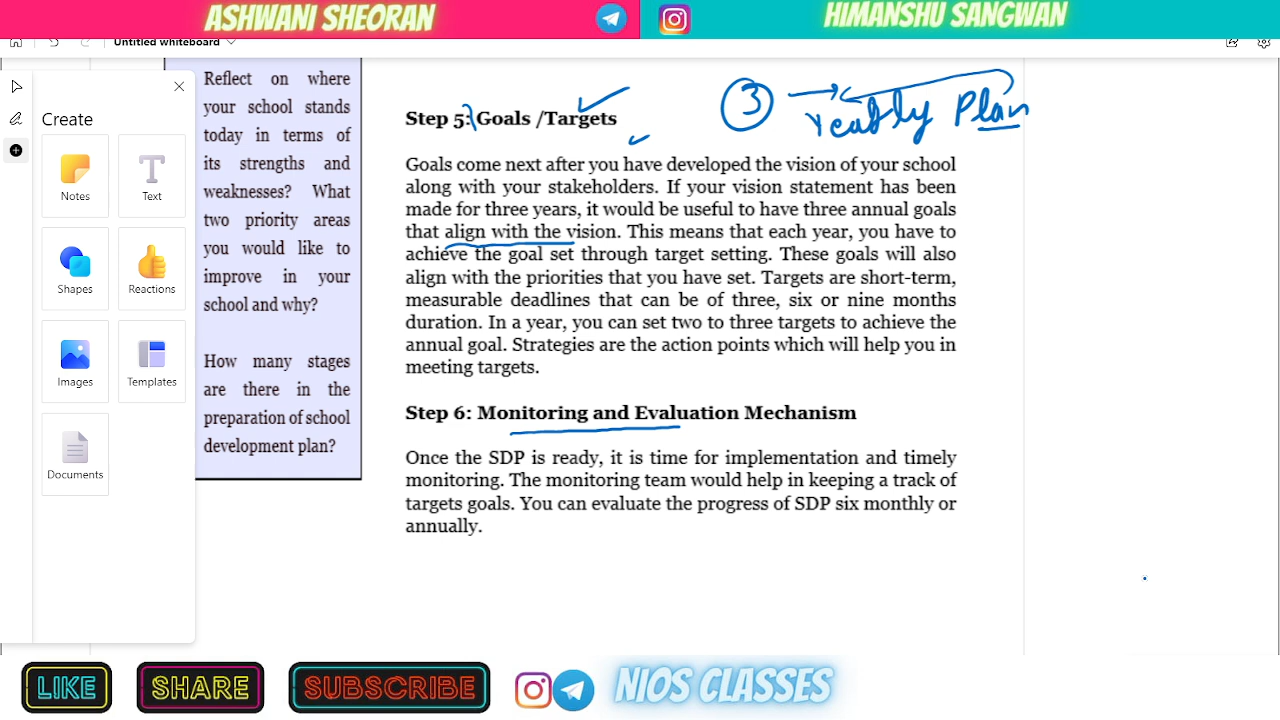 ASHWANI SHEORAN
HIMANSHU SANGWAN
Untitled whiteboard
Create
Notes
Text
Shapes
Reactions
Images
Templates
Documents
Reflect on where
your school stands
today in terms of
its strengths and
weaknesses? What
two priority areas
you would like to
improve in your
school and why?
How many stages
are there in the
preparation of school
development plan?
3
Plan
Step 5: Goals /Targets
Goals come next after you have developed the vision of your school
along with your stakeholders. If your vision statement has been
made for three years, it would be useful to have three annual goals
that align with the vision. This means that each year, you have to
achieve the goal set through target setting. These goals will also
align with the priorities that you have set. Targets are short-term,
measurable deadlines that can be of three, six or nine months
duration. In a year, you can set two to three targets to achieve the
annual goal. Strategies are the action points which will help you in
meeting targets.
Step 6: Monitoring and Evaluation Mechanism
Once the SDP is ready, it is time for implementation and timely
monitoring. The monitoring team would help in keeping a track of
targets goals. You can evaluate the progress of SDP six monthly or
annually.
LIKE
SHARE
SUBSCRIBE
NIOS CLASSES